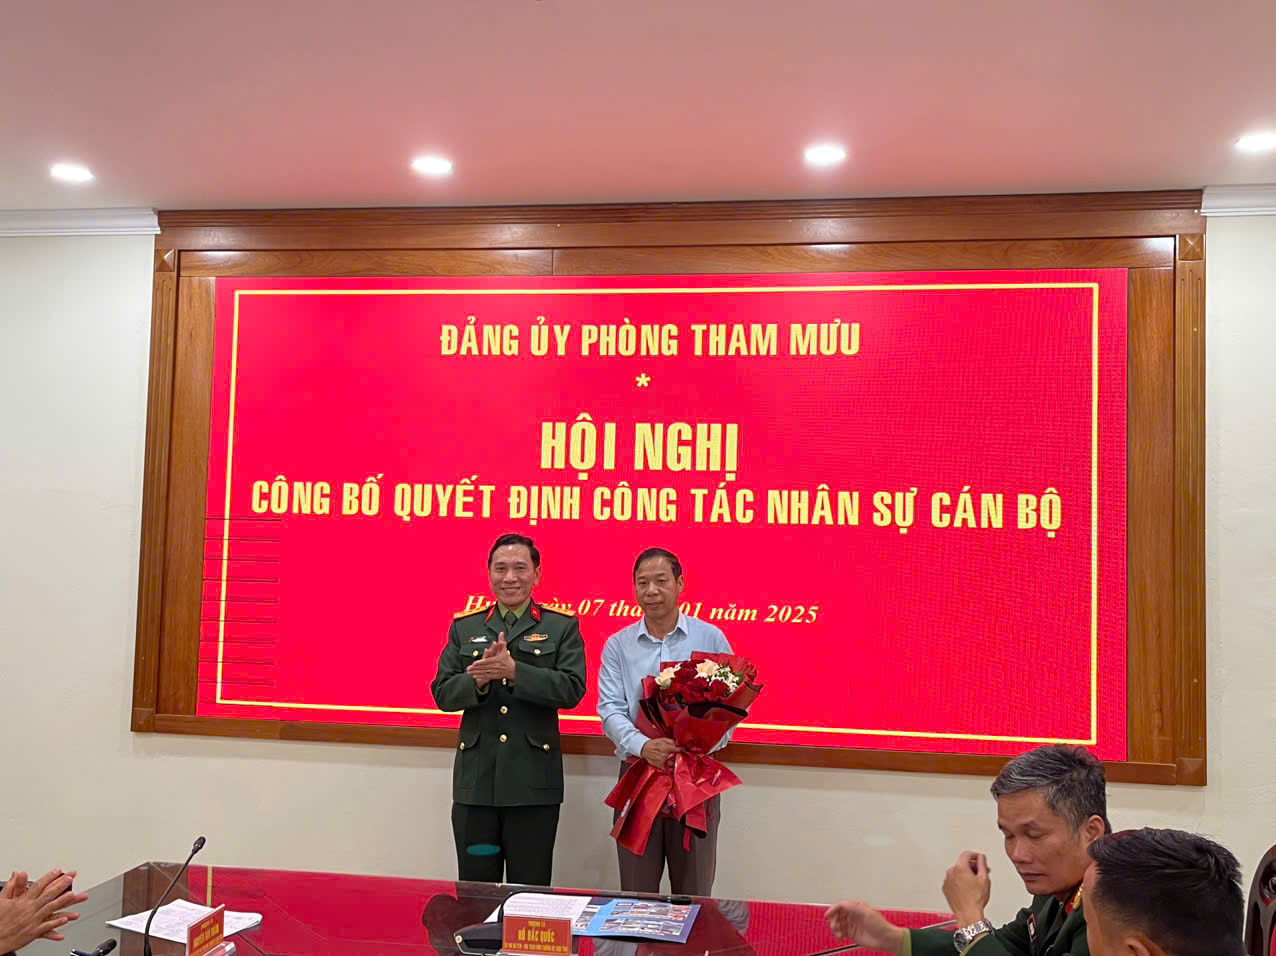 ĐẢNG ỦY PHÒNG THAM MƯU
*
HỘI NGHỊ
CÔNG BỐ QUYẾT ĐỊNH CÔNG TÁC NHÂN SỰ CÁN BỘ
07 01 năm 2025
HỒ ĐẮC QUỐC